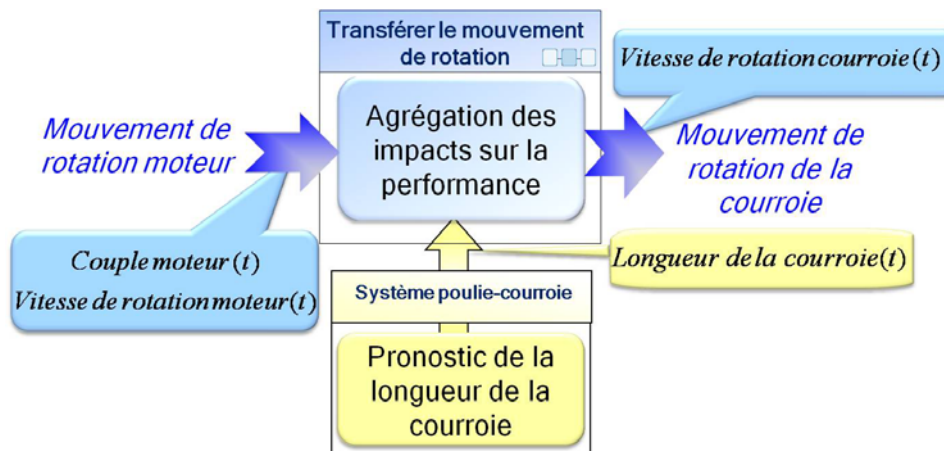 Transférer le mouvement
de rotation
Vitesse de rotation courroie (t)
Mouvement de
rotation moteur
Agrégation des
impacts sur la
performance
Mouvement de
rotation de la
courroie
Couple moteur (t)
Vitesse de rotation moteur (t)
Longueur de la courroie(t)
Système poulie-courroie
Pronostic de la
longueur de la
courroie